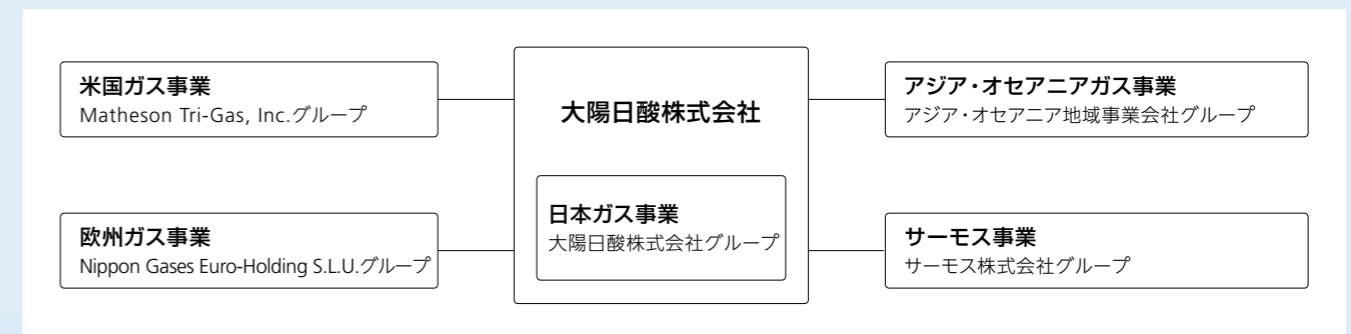 米国ガス事業
Matheson Tri-Gas, Inc.グループ
欧州ガス事業
Nippon Gases Euro-Holding S.L.U.グループ
大陽日酸株式会社
日本ガス事業
大陽日酸株式会社グループ
アジア・オセアニアガス事業
アジア・オセアニア地域事業会社グループ
サーモス事業
サーモス株式会社グループ